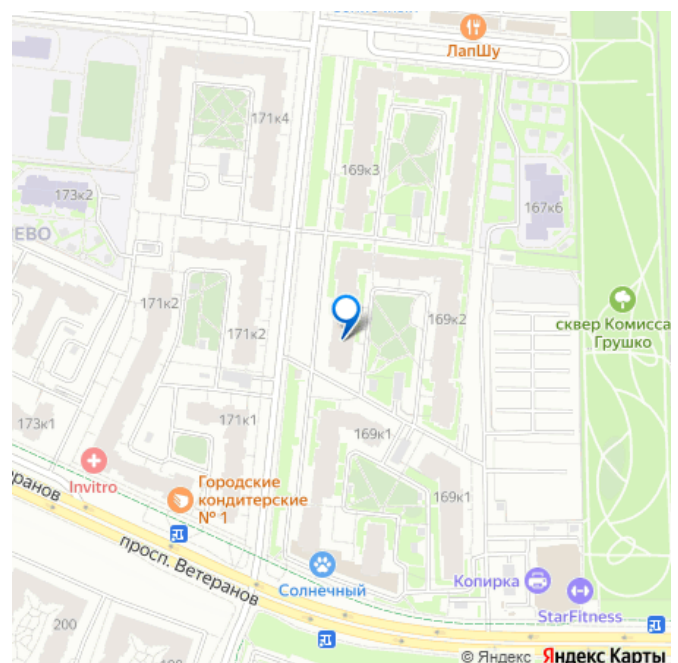 ЛапШу
171к4
169к3
173к2
167к6
ЕВО
171к2
171к2
169к2
сквер Комисса
Грушко
173к1
171к1
169к1
Invitro
Городские
кондитерские
№ 1
169к1
ранов
просп. Ветеранов
Солнечный
Копирка
StarFitness
200
© Яндекс Яндекс Карты